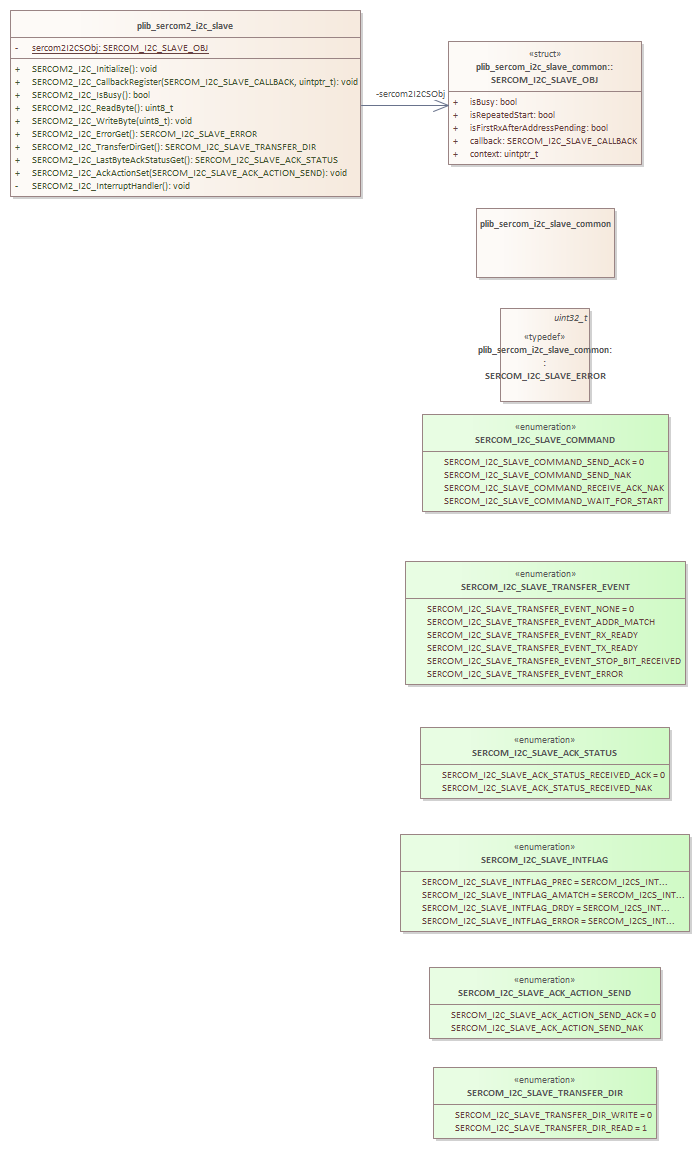 plib_sercom2_i2c_slave
- sercom2I2CSObj: SERCOM_I2C_SLAVE_OBJ
+ SERCOM2_I2C_Initialize(): void
+ SERCOM2_I2C_CallbackRegister(SERCOM_I2C_SLAVE_CALLBACK, uintptr_t): void
+ SERCOM2_I2C_IsBusy(): bool
+ SERCOM2_I2C_ReadByte(): uint8_t
+ SERCOM2_I2C_WriteByte(uint8_t): void
+ SERCOM2_I2C_ErrorGet(): SERCOM_I2C_SLAVE_ERROR
+ SERCOM2_I2C_TransferDirGet(): SERCOM_I2C_SLAVE_TRANSFER_DIR
+ SERCOM2_I2C_LastByteAckStatusGet(): SERCOM_I2C_SLAVE_ACK_STATUS
+ SERCOM2_I2C_AckActionSet(SERCOM_I2C_SLAVE_ACK_ACTION_SEND): void
- SERCOM2_I2C_InterruptHandler(): void
-sercom2I2CSObj
«struct»
plib_sercom_i2c_slave_common::
SERCOM_I2C_SLAVE_OBJ
+ isBusy: bool
+ isRepeatedStart: bool
+ isFirstRxAfterAddressPending: bool
+ callback: SERCOM_I2C_SLAVE_CALLBACK
+ context: uintptr_t
plib_sercom_i2c_slave_common
uint32_t
«typedef»
plib_sercom_i2c_slave_common:
:
SERCOM_I2C_SLAVE_ERROR
«enumeration»
SERCOM_I2C_SLAVE_COMMAND
SERCOM_I2C_SLAVE_COMMAND_SEND_ACK = 0
SERCOM_I2C_SLAVE_COMMAND_SEND_NAK
SERCOM_I2C_SLAVE_COMMAND_RECEIVE_ACK_NAK
SERCOM_I2C_SLAVE_COMMAND_WAIT_FOR_START
«enumeration»
SERCOM_I2C_SLAVE_TRANSFER_EVENT
SERCOM_I2C_SLAVE_TRANSFER_EVENT_NONE = 0
SERCOM_I2C_SLAVE_TRANSFER_EVENT_ADDR_MATCH
SERCOM_I2C_SLAVE_TRANSFER_EVENT_RX_READY
SERCOM_I2C_SLAVE_TRANSFER_EVENT_TX_READY
SERCOM_I2C_SLAVE_TRANSFER_EVENT_STOP_BIT_RECEIVED
SERCOM_I2C_SLAVE_TRANSFER_EVENT_ERROR
«enumeration»
SERCOM_I2C_SLAVE_ACK_STATUS
SERCOM_I2C_SLAVE_ACK_STATUS_RECEIVED_ACK = 0
SERCOM_I2C_SLAVE_ACK_STATUS_RECEIVED_NAK
«enumeration»
SERCOM_I2C_SLAVE_INTFLAG
SERCOM_I2C_SLAVE_INTFLAG_PREC = SERCOM_I2CS_INT...
SERCOM_I2C_SLAVE_INTFLAG_AMATCH = SERCOM_I2CS_INT...
SERCOM_I2C_SLAVE_INTFLAG_DRDY = SERCOM_I2CS_INT...
SERCOM_I2C_SLAVE_INTFLAG_ERROR = SERCOM_I2CS_INT...
«enumeration»
SERCOM_I2C_SLAVE_ACK_ACTION_SEND
SERCOM_I2C_SLAVE_ACK_ACTION_SEND_ACK = 0
SERCOM_I2C_SLAVE_ACK_ACTION_SEND_NAK
«enumeration»
SERCOM_I2C_SLAVE_TRANSFER_DIR
SERCOM_I2C_SLAVE_TRANSFER_DIR_WRITE = 0
SERCOM_I2C_SLAVE_TRANSFER_DIR_READ = 1